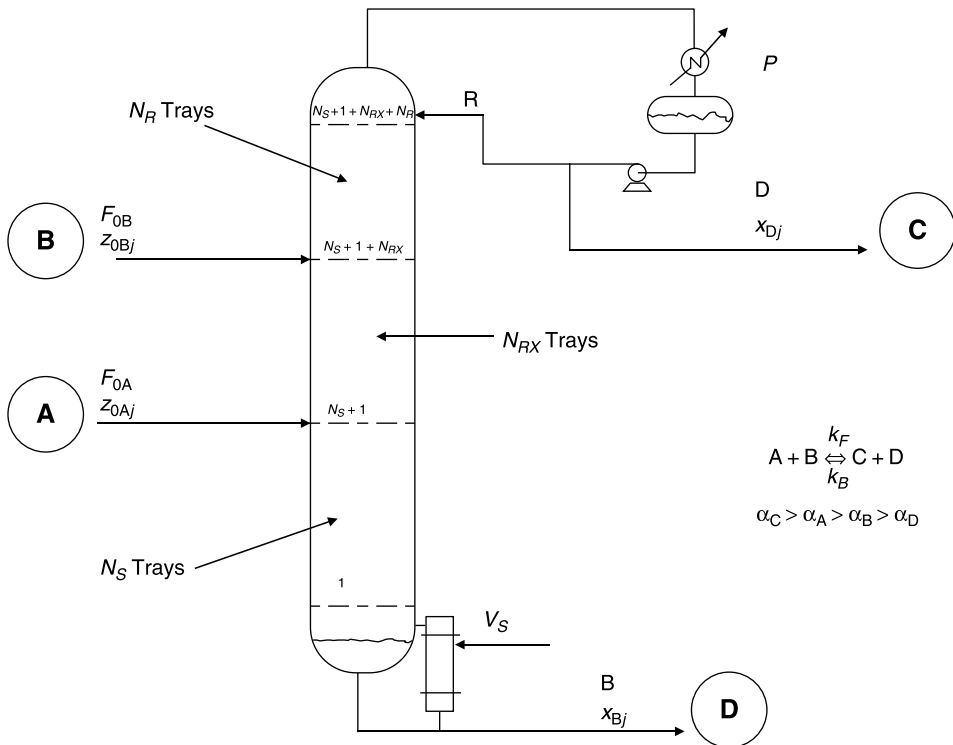 P
R
N_S + 1 + N_RX + N_R
N_R Trays
D
x_Dj
C
F_0B
z_0Bj
B
N_S + 1 + N_RX
N_RX Trays
F_0A
z_0Aj
A
N_S + 1
k_F
A + B ⇔ C + D
k_B
α_C > α_A > α_B > α_D
N_S Trays
1
V_S
B
x_Bj
D